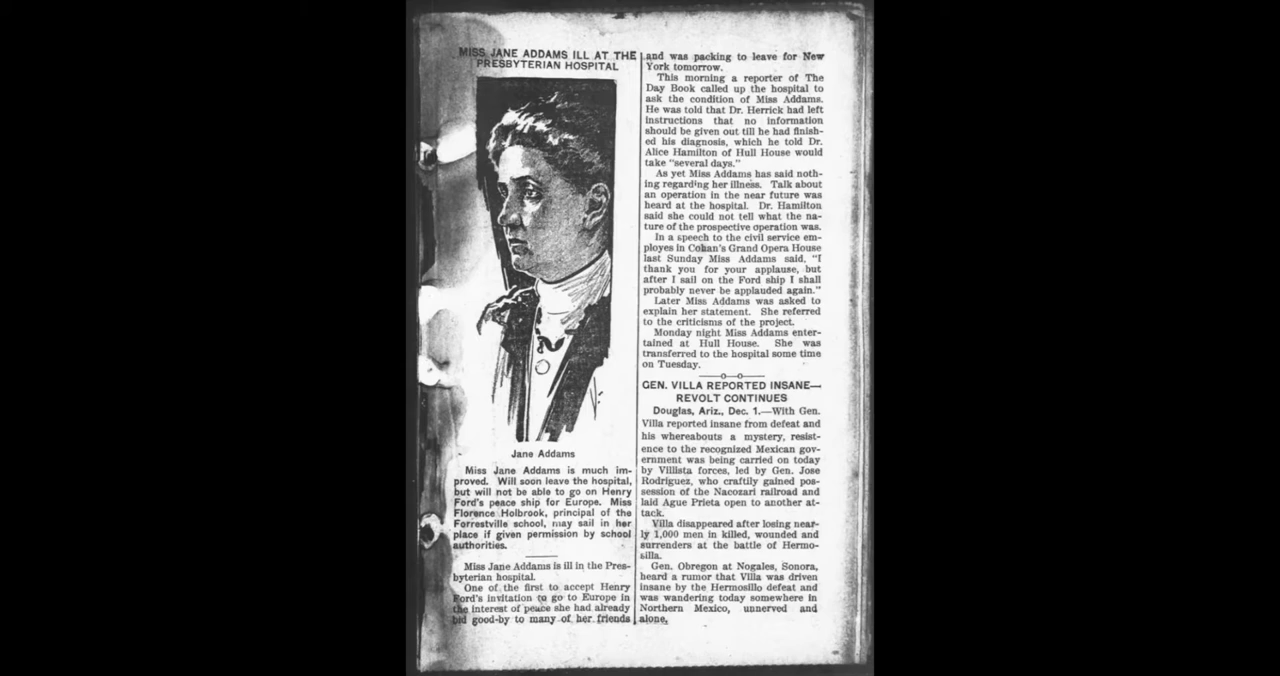 MISS JANE ADDAMS ILL AT THE
PRESBYTERIAN HOSPITAL
Jane Addams
Miss Jane Addams is much im-
proved. Will soon leave the hospital,
but will not be able to go on Henry
Ford's peace ship for Europe. Miss
Florence Holbrook, principal of the
Forrestville school, may sail in her
place if given permission by school
authorities.
Miss Jane Addams is ill in the Pres-
byterian hospital.
One of the first to accept Henry
Ford's invitation to go to Europe in
the interest of peace she had already
bid good-by to many of her friends
and was packing to leave for New
York tomorrow.
This morning a reporter of The
Day Book called up the hospital to
ask the condition of Miss Addams.
He was told that Dr. Herrick had left
instructions that no information
should be given out till he had finish-
ed his diagnosis, which he told Dr.
Alice Hamilton of Hull House would
take "several days."
As yet Miss Addams has said noth-
ing regarding her illness. Talk about
an operation in the near future was
heard at the hospital. Dr. Hamilton
said she could not tell what the na-
ture of the prospective operation was.
In a speech to the civil service em-
ployes in Cohan's Grand Opera House
last Sunday Miss Addams said, "I
thank you for your applause, but
after I sail on the Ford ship I shall
probably never be applauded again."
Later Miss Addams was asked to
explain her statement. She referred
to the criticisms of the project.
Monday night Miss Addams enter-
tained at Hull House. She was
transferred to the hospital some time
on Tuesday.
—o—o—
GEN. VILLA REPORTED INSANE—
REVOLT CONTINUES
Douglas, Ariz., Dec. 1.—With Gen.
Villa reported insane from defeat and
his whereabouts a mystery, resist-
ence to the recognized Mexican gov-
ernment was being carried on today
by Villista forces, led by Gen. Jose
Rodriguez, who craftily gained pos-
session of the Nacozari railroad and
laid Ague Prieta open to another at-
tack.
Villa disappeared after losing near-
ly 1,000 men in killed, wounded and
surrenders at the battle of Hermo-
silla.
Gen. Obregon at Nogales, Sonora,
heard a rumor that Villa was driven
insane by the Hermosillo defeat and
was wandering today somewhere in
Northern Mexico, unnerved and
alone.